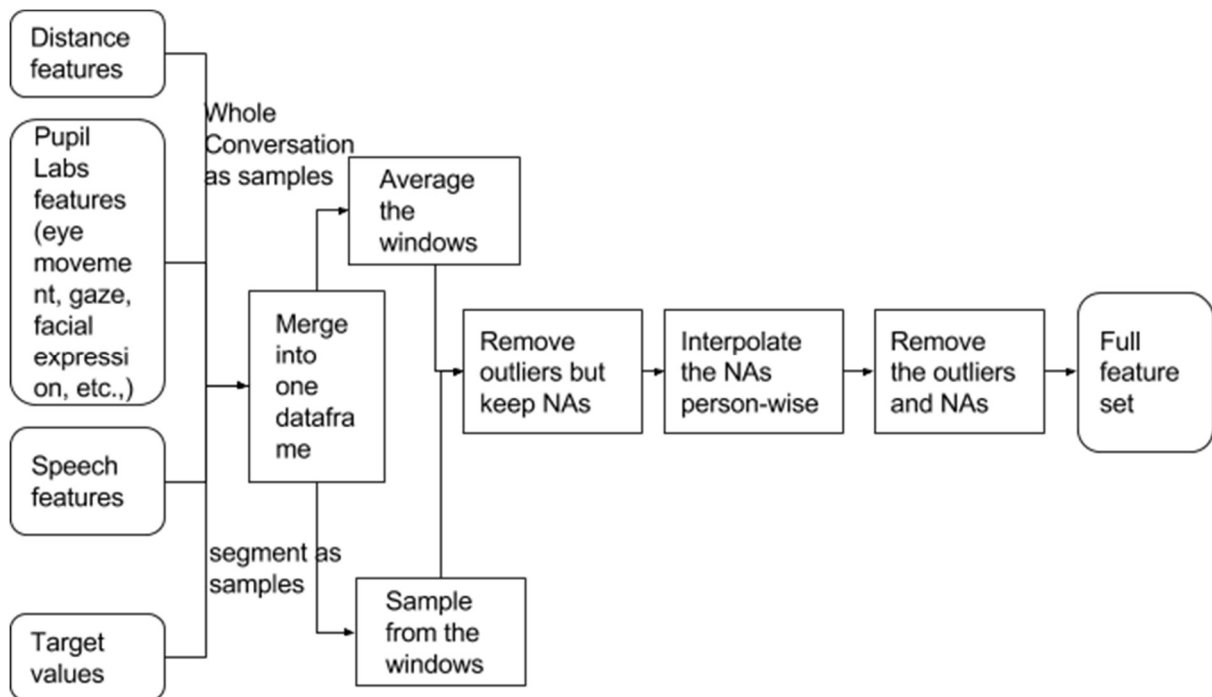 Distance
features
Pupil
Labs
features
(eye
moveme
nt, gaze,
facial
expressi
on, etc.,)
Speech
features
Target
values
Whole
Conversation
as samples
segment as
samples
Merge
into
one
datafra
me
Average
the
windows
Sample
from the
windows
Remove
outliers but
keep NAs
Interpolate
the NAs
person-wise
Remove
the outliers
and NAs
Full
feature
set